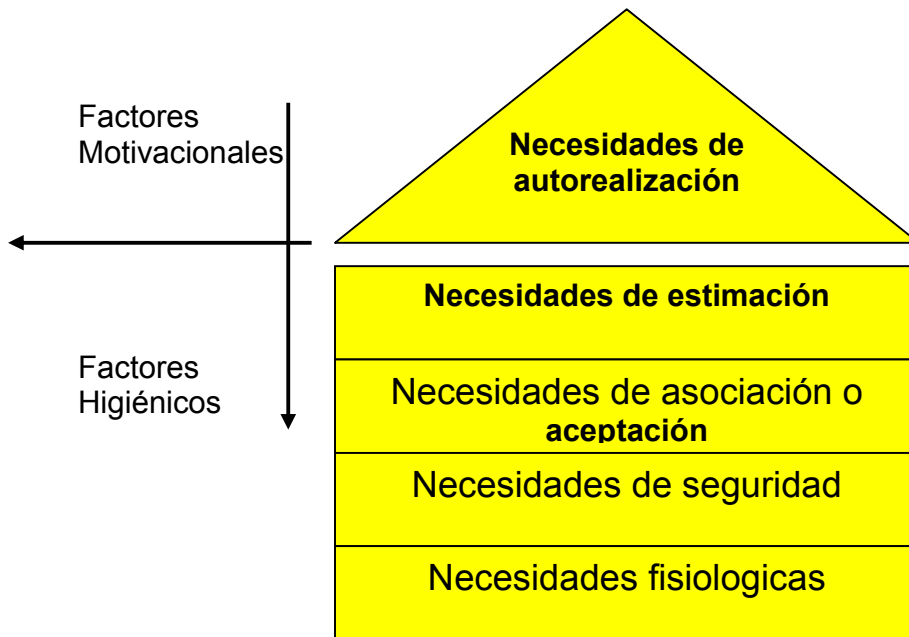 Factores
Motivacionales
Necesidades de
autorealización
Necesidades de estimación
Factores
Higiénicos
Necesidades de asociación o
aceptación
Necesidades de seguridad
Necesidades fisiologicas